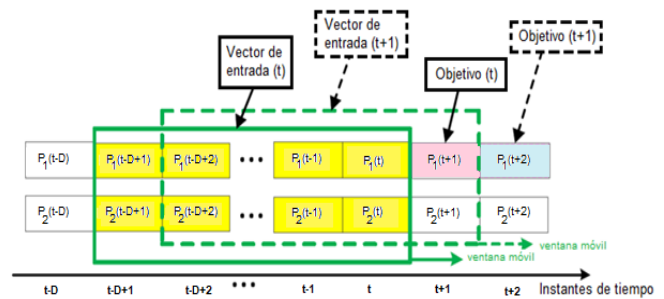 Vector de
entrada (t)
Vector de
entrada (t+1)
Objetivo (t)
Objetivo (t+1)
P₁(t-D) P₁(t-D+1) P₁(t-D+2) ••• P₁(t-1) P₁(t) P₁(t+1) P₁(t+2)
P₂(t-D) P₂(t-D+1) P₂(t-D+2) ••• P₂(t-1) P₂(t) P₂(t+1) P₂(t+2)
ventana móvil
ventana móvil
t-D t-D+1 t-D+2 ••• t-1 t t+1 t+2 Instantes de tiempo